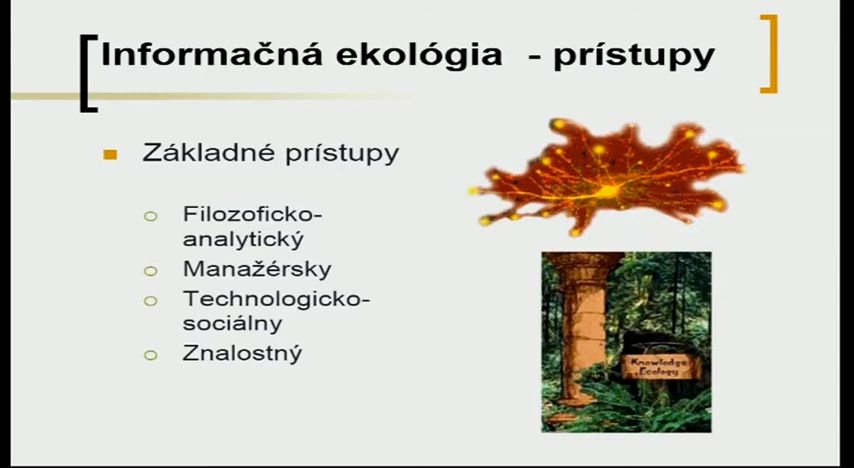 Informačná ekológia - prístupy
Základné prístupy
Filozoficko-
analytický
Manažérsky
Technologicko-
sociálny
Znalostný
Knowledge
Ecology